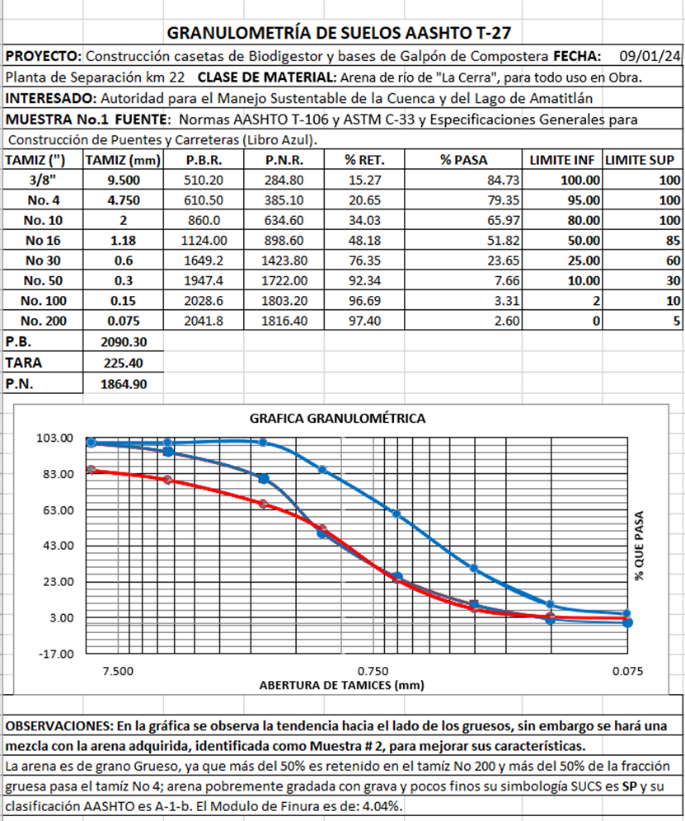 GRANULOMETRÍA DE SUELOS AASHTO T-27
PROYECTO: Construcción casetas de Biodigestor y bases de Galpón de Compostera FECHA: 09/01/24
Planta de Separación km 22 CLASE DE MATERIAL: Arena de río de "La Cerra", para todo uso en Obra.
INTERESADO: Autoridad para el Manejo Sustentable de la Cuenca y del Lago de Amatitlán
MUESTRA No.1 FUENTE: Normas AASHTO T-106 y ASTM C-33 y Especificaciones Generales para
Construcción de Puentes y Carreteras (Libro Azul).
TAMIZ (") TAMIZ (mm) P.B.R. P.N.R. % RET. % PASA LIMITE INF LIMITE SUP
3/8" 9.500 510.20 284.80 15.27 84.73 100.00 100
No. 4 4.750 610.50 385.10 20.65 79.35 95.00 100
No. 10 2 860.0 634.60 34.03 65.97 80.00 100
No 16 1.18 1124.00 898.60 48.18 51.82 50.00 85
No 30 0.6 1649.2 1423.80 76.35 23.65 25.00 60
No. 50 0.3 1947.4 1722.00 92.34 7.66 10.00 30
No. 100 0.15 2028.6 1803.20 96.69 3.31 2 10
No. 200 0.075 2041.8 1816.40 97.40 2.60 0 5
P.B. 2090.30
TARA 225.40
P.N. 1864.90
GRAFICA GRANULOMÉTRICA
103.00
83.00
63.00
43.00
23.00
3.00
-17.00
% QUE PASA
7.500 0.750 0.075
ABERTURA DE TAMICES (mm)
OBSERVACIONES: En la gráfica se observa la tendencia hacia el lado de los gruesos, sin embargo se hará una
mezcla con la arena adquirida, identificada como Muestra # 2, para mejorar sus características.
La arena es de grano Grueso, ya que más del 50% es retenido en el tamíz No 200 y más del 50% de la fracción
gruesa pasa el tamíz No 4; arena pobremente gradada con grava y pocos finos su simbología SUCS es SP y su
clasificación AASHTO es A-1-b. El Modulo de Finura es de: 4.04%.